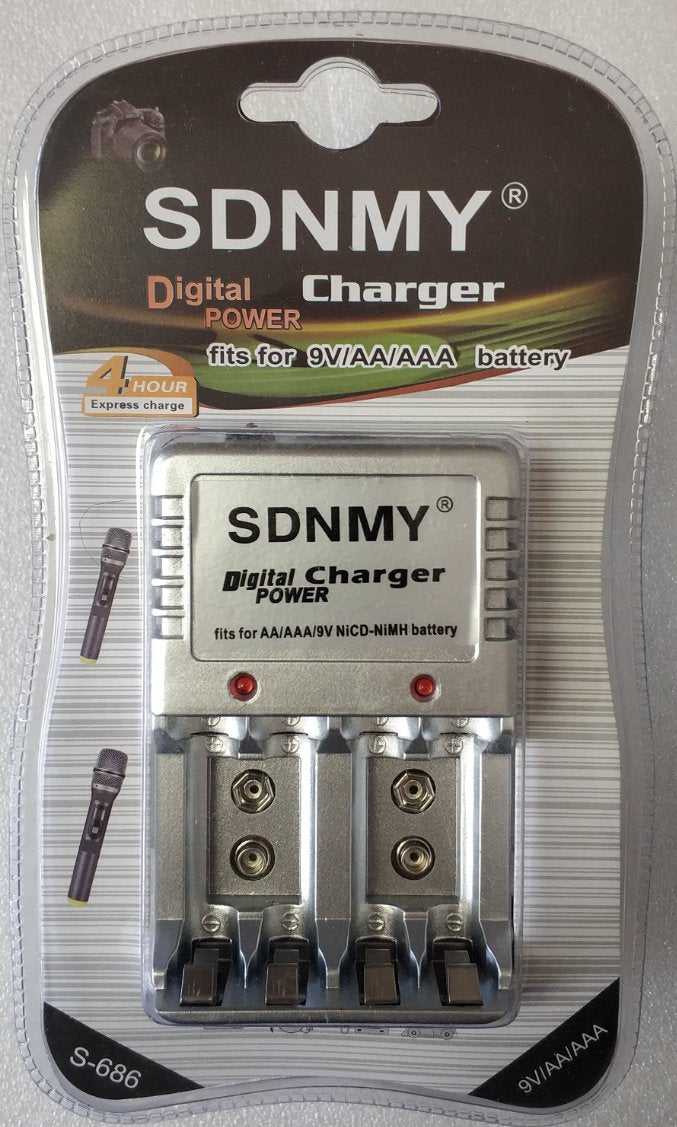 SDNMY®
Digital Charger
POWER
fits for 9V/AA/AAA battery
4 HOUR
Express charge
SDNMY®
Digital Charger
POWER
fits for AA/AAA/9V NiCD-NiMH battery
S-686
9V/AA/AAA